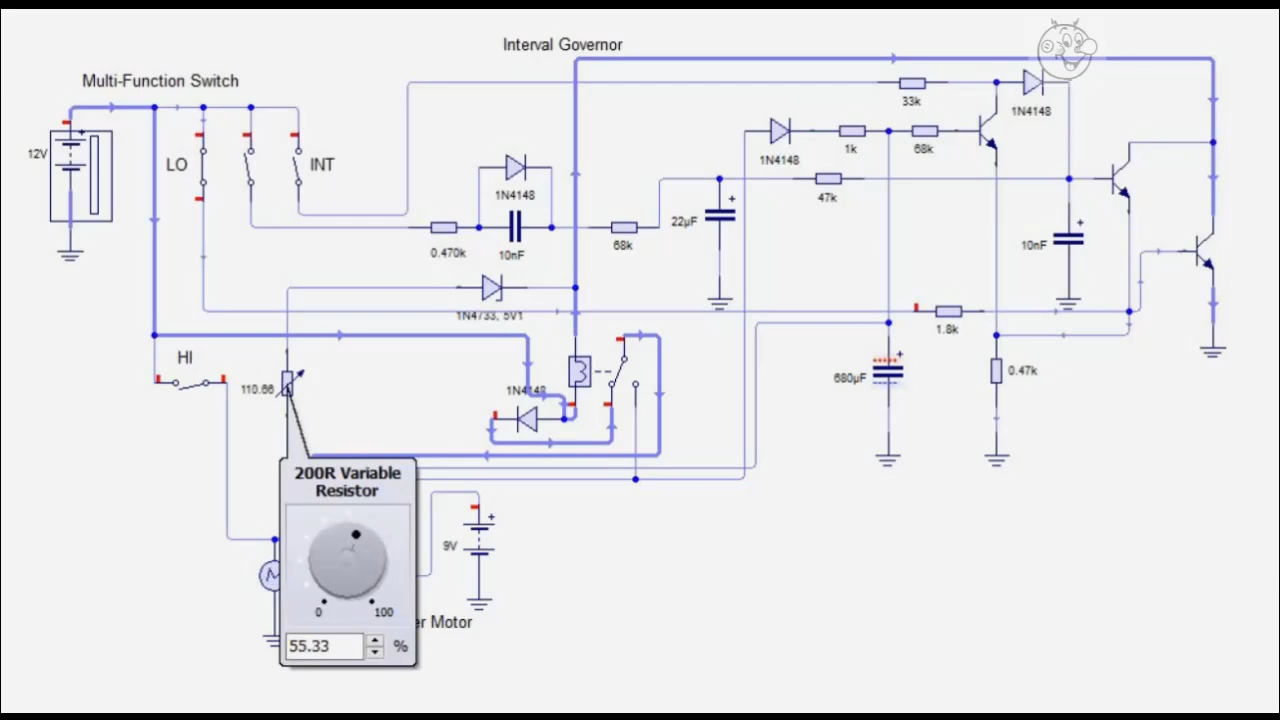 Interval Governor
Multi-Function Switch
12V
LO
INT
33k
1N4148
1N4148
1k
68k
1N4148
47k
22µF
0.470k
10nF
68k
10nF
1N4733, 5V1
1.8k
HI
110.66
1N4148
680µF
0.47k
200R Variable
Resistor
0
100
55.33
%
9V
er Motor